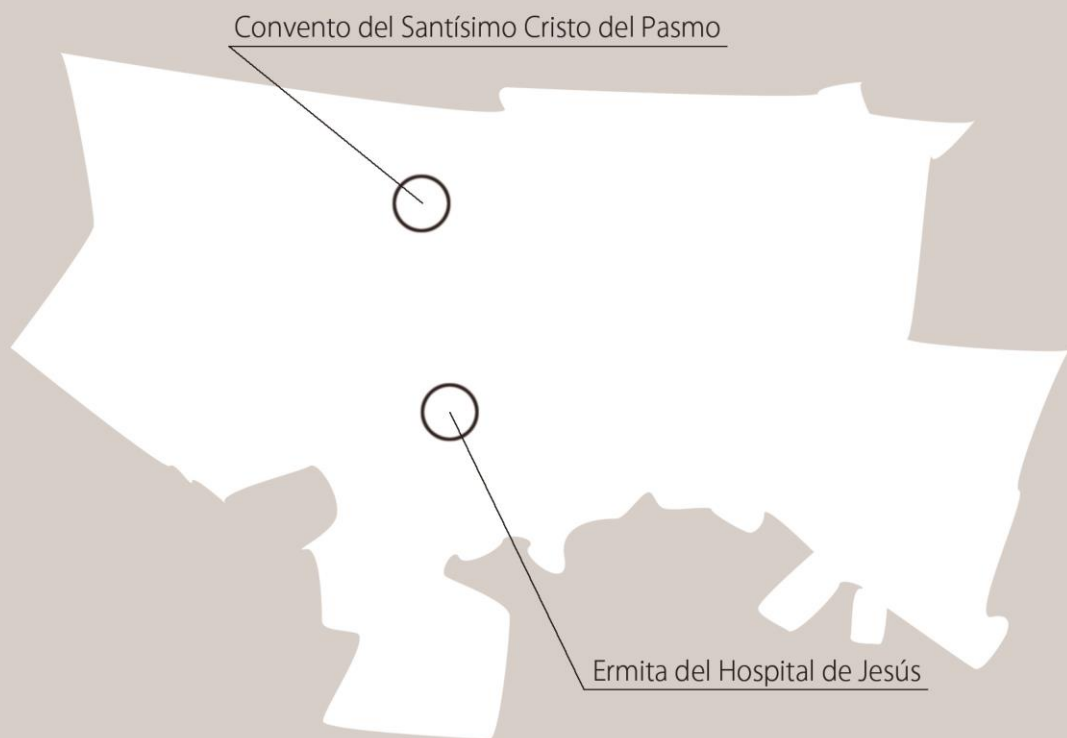 Convento del Santísimo Cristo del Pasmo
Ermita del Hospital de Jesús